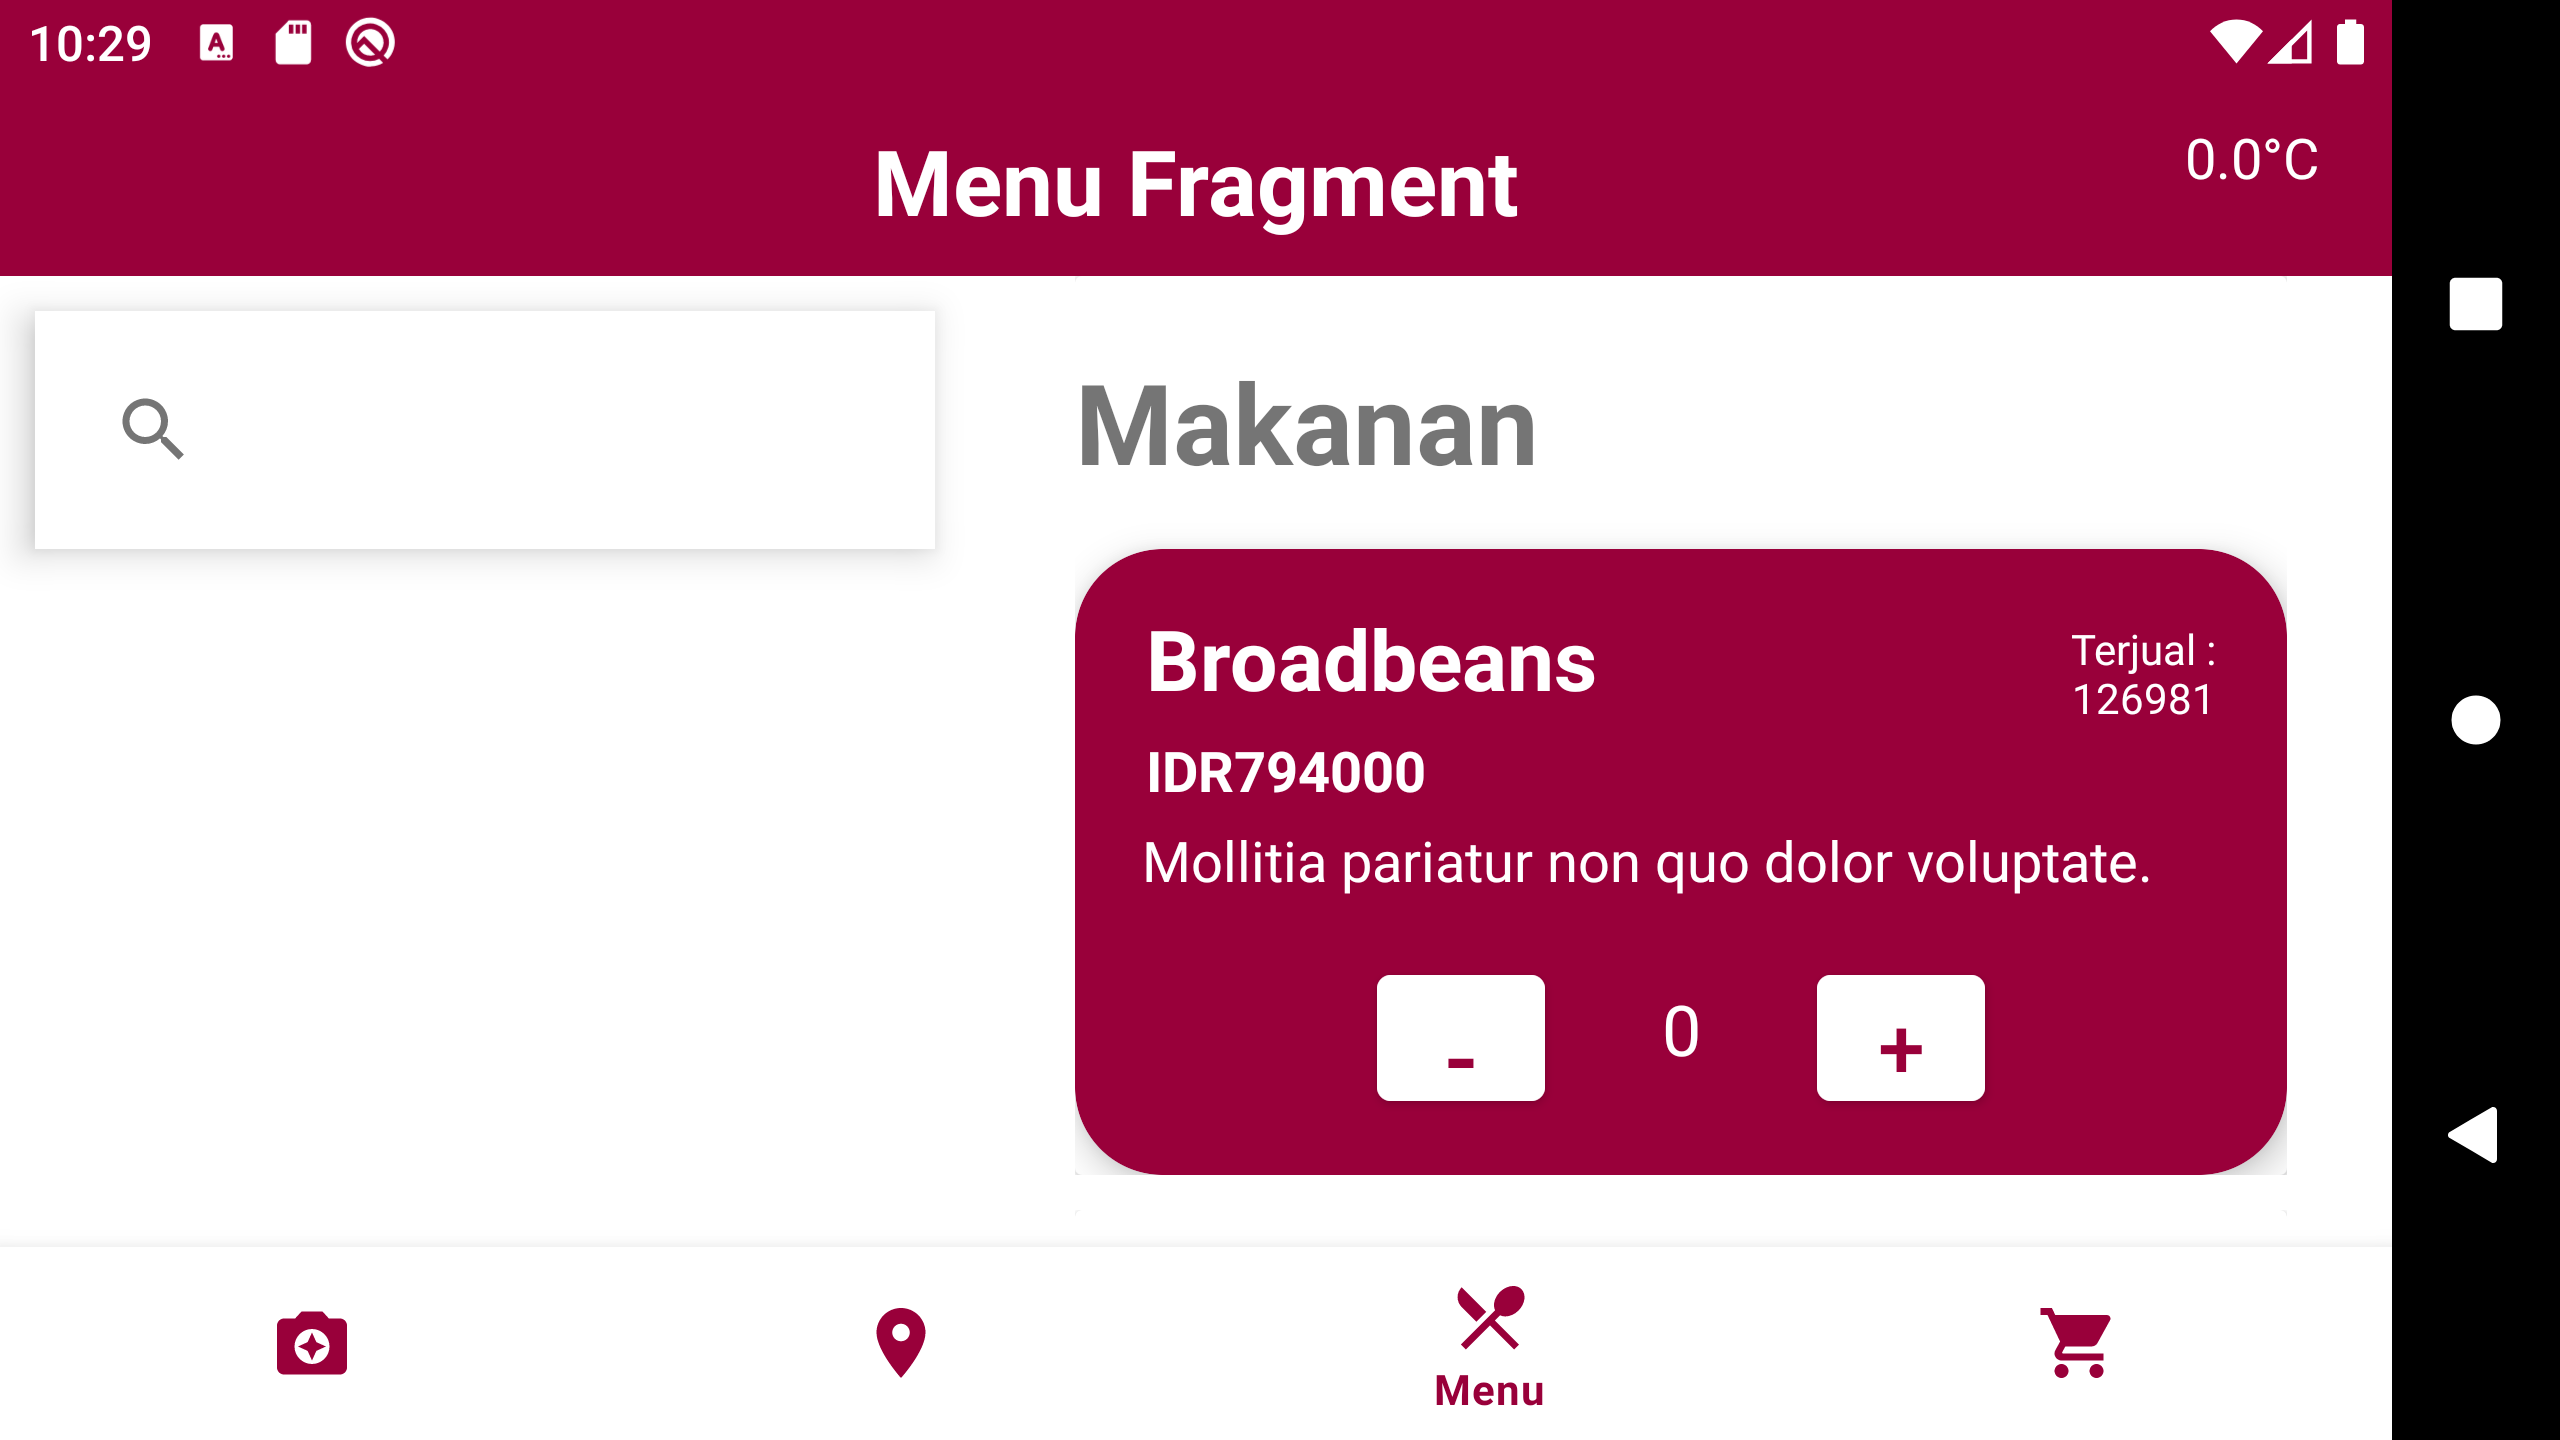 10:29
Menu Fragment
0.0°C
Makanan
Broadbeans
Terjual :
126981
IDR794000
Mollitia pariatur non quo dolor voluptate.
- 0 +
Menu